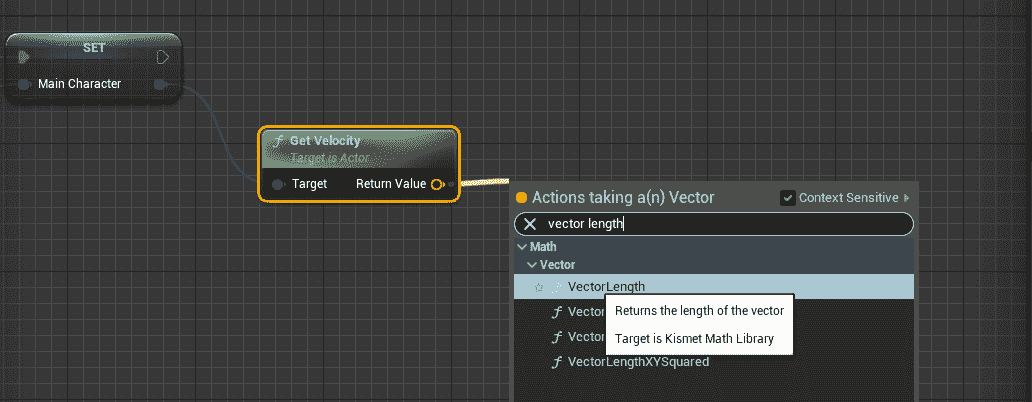 SET
Main Character
f Get Velocity
Target is Actor
Target Return Value
Actions taking a(n) Vector
Context Sensitive
vector length
Math
Vector
VectorLength
Returns the length of the vector
f Vector
Target is Kismet Math Library
f Vector
f VectorLengthXYSquared